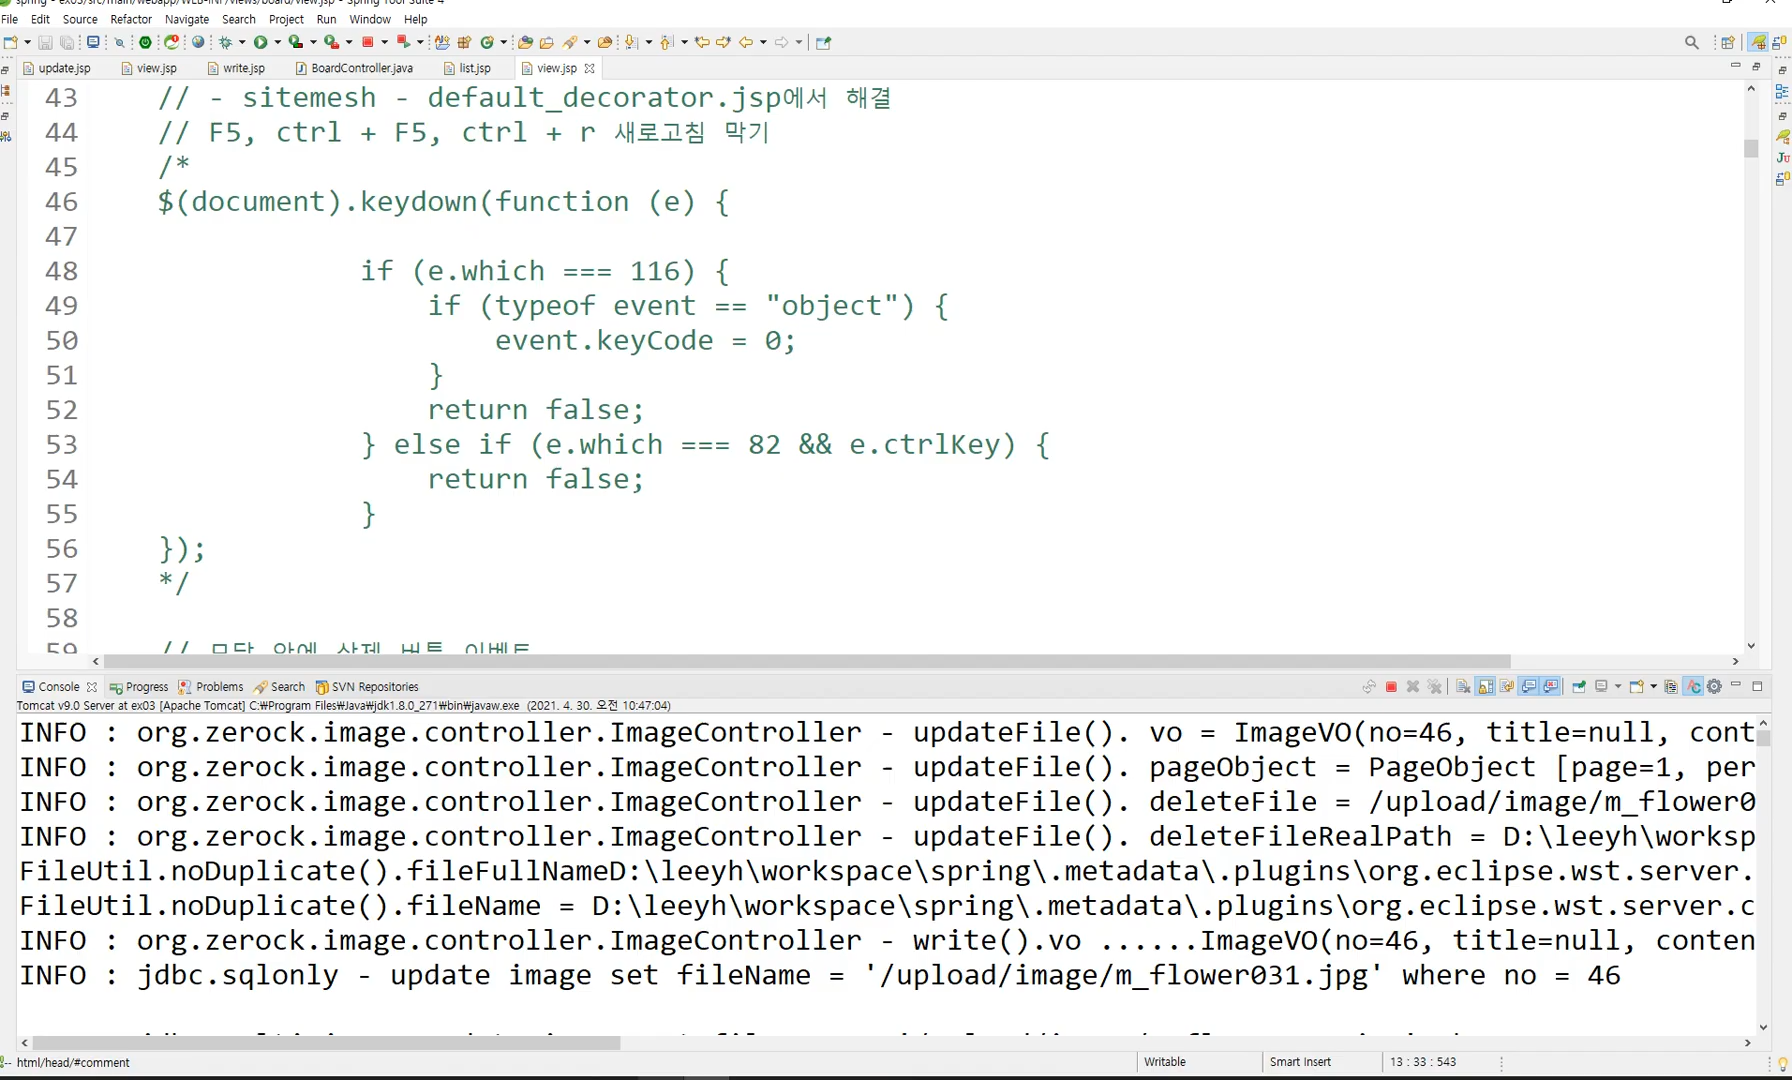 spring - ex03/src/main/webapp/WEB-INF/views/board/view.jsp - Spring Tool Suite 4
File Edit Source Refactor Navigate Search Project Run Window Help
update.jsp view.jsp write.jsp BoardController.java list.jsp view.jsp
43 // - sitemesh - default_decorator.jsp에서 해결
44 // F5, ctrl + F5, ctrl + r 새로고침 막기
45 /*
46 $(document).keydown(function (e) {
47
48 if (e.which === 116) {
49 if (typeof event == "object") {
50 event.keyCode = 0;
51 }
52 return false;
53 } else if (e.which === 82 && e.ctrlKey) {
54 return false;
55 }
56 });
57 */
58
59 // 모달 안에 삭제 버튼 이벤트
Console Progress Problems Search SVN Repositories
Tomcat v9.0 Server at ex03 [Apache Tomcat] C:₩Program Files₩Java₩jdk1.8.0_271₩bin₩javaw.exe (2021. 4. 30. 오전 10:47:04)
INFO : org.zerock.image.controller.ImageController - updateFile(). vo = ImageVO(no=46, title=null, cont
INFO : org.zerock.image.controller.ImageController - updateFile(). pageObject = PageObject [page=1, per
INFO : org.zerock.image.controller.ImageController - updateFile(). deleteFile = /upload/image/m_flower0
INFO : org.zerock.image.controller.ImageController - updateFile(). deleteFileRealPath = D:\leeyh\worksp
FileUtil.noDuplicate().fileFullNameD:\leeyh\workspace\spring\.metadata\.plugins\org.eclipse.wst.server.
FileUtil.noDuplicate().fileName = D:\leeyh\workspace\spring\.metadata\.plugins\org.eclipse.wst.server.c
INFO : org.zerock.image.controller.ImageController - write().vo ......ImageVO(no=46, title=null, conten
INFO : jdbc.sqlonly - update image set fileName = '/upload/image/m_flower031.jpg' where no = 46
html/head/#comment Writable Smart Insert 13 : 33 : 543